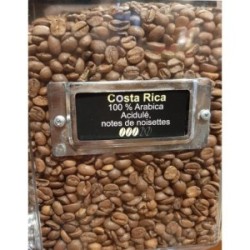 Costa Rica
100 % Arabica
Acidulé,
notes de noisettes